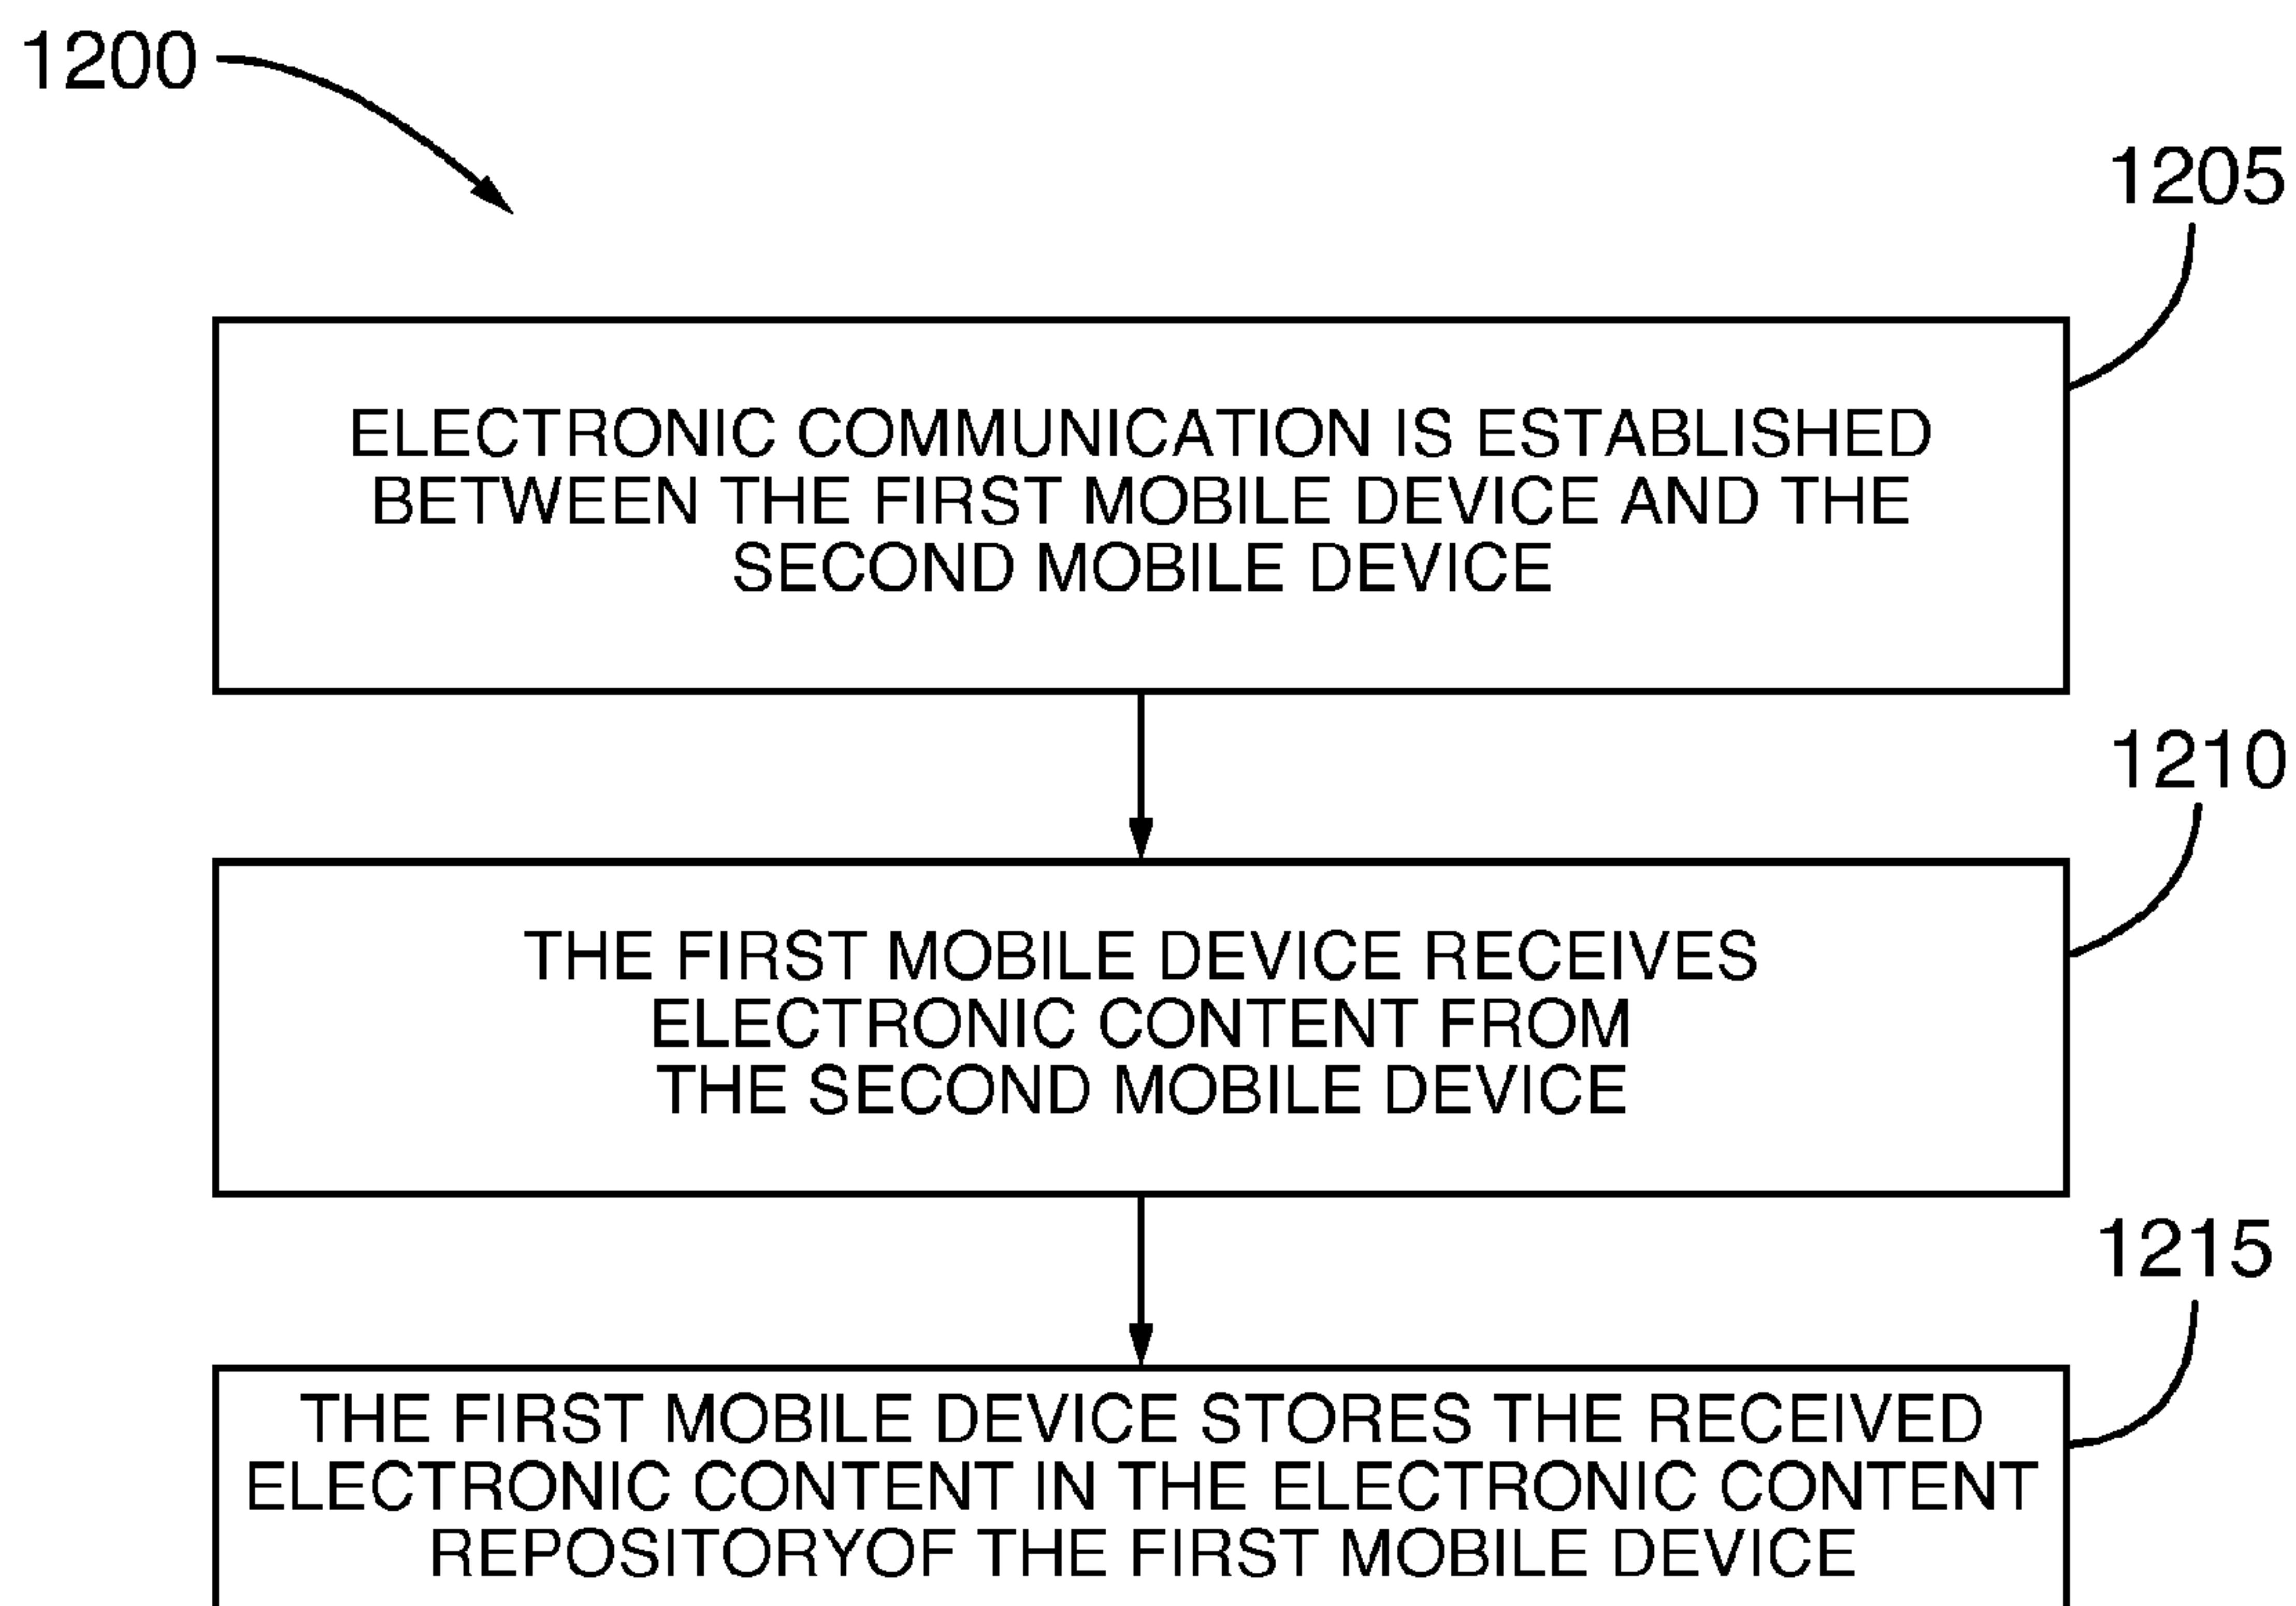 1200
1205
ELECTRONIC COMMUNICATION IS ESTABLISHED
BETWEEN THE FIRST MOBILE DEVICE AND THE
SECOND MOBILE DEVICE
1210
THE FIRST MOBILE DEVICE RECEIVES
ELECTRONIC CONTENT FROM
THE SECOND MOBILE DEVICE
1215
THE FIRST MOBILE DEVICE STORES THE RECEIVED
ELECTRONIC CONTENT IN THE ELECTRONIC CONTENT
REPOSITORYOF THE FIRST MOBILE DEVICE